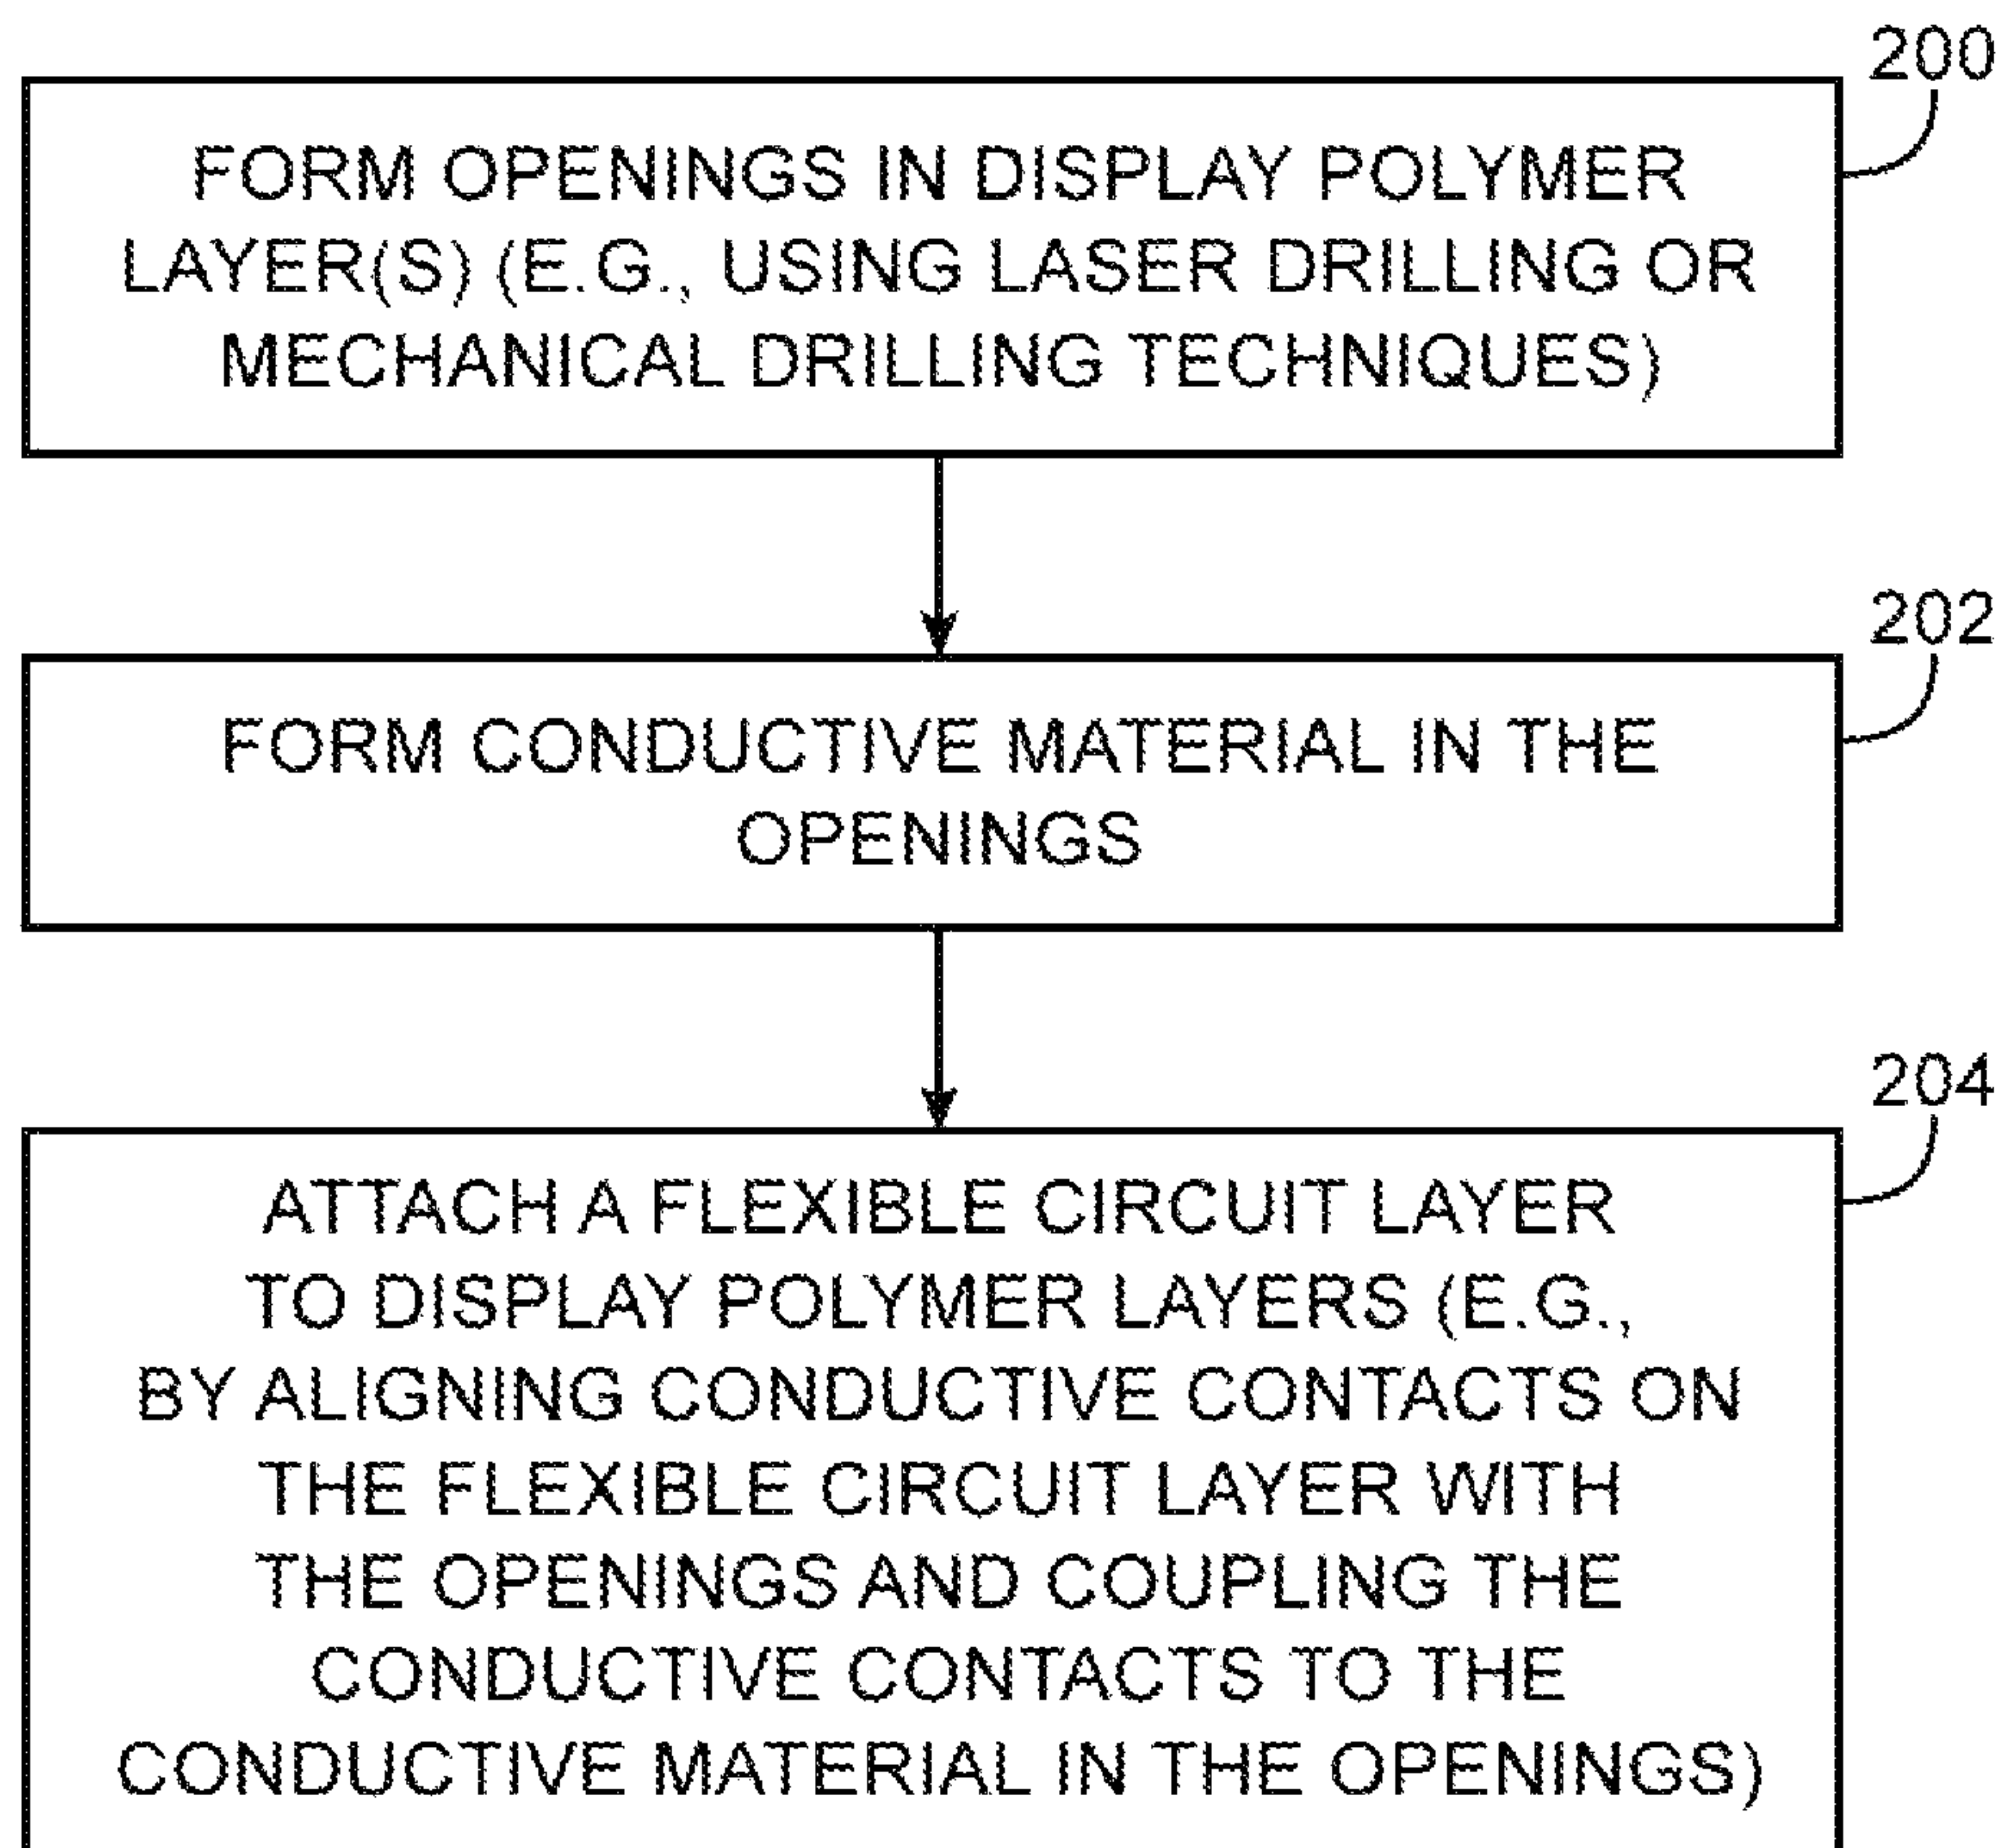 200
FORM OPENINGS IN DISPLAY POLYMER
LAYER(S) (E.G., USING LASER DRILLING OR
MECHANICAL DRILLING TECHNIQUES)
202
FORM CONDUCTIVE MATERIAL IN THE
OPENINGS
204
ATTACH A FLEXIBLE CIRCUIT LAYER
TO DISPLAY POLYMER LAYERS (E.G.,
BY ALIGNING CONDUCTIVE CONTACTS ON
THE FLEXIBLE CIRCUIT LAYER WITH
THE OPENINGS AND COUPLING THE
CONDUCTIVE CONTACTS TO THE
CONDUCTIVE MATERIAL IN THE OPENINGS)